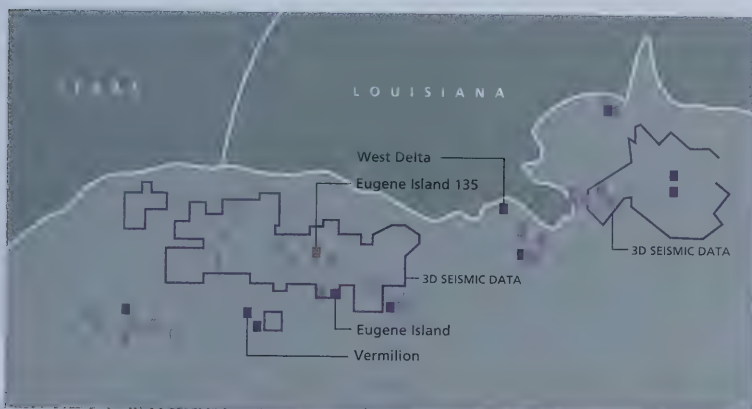 TEXAS
LOUISIANA
West Delta
Eugene Island 135
3D SEISMIC DATA
3D SEISMIC DATA
Eugene Island
Vermilion